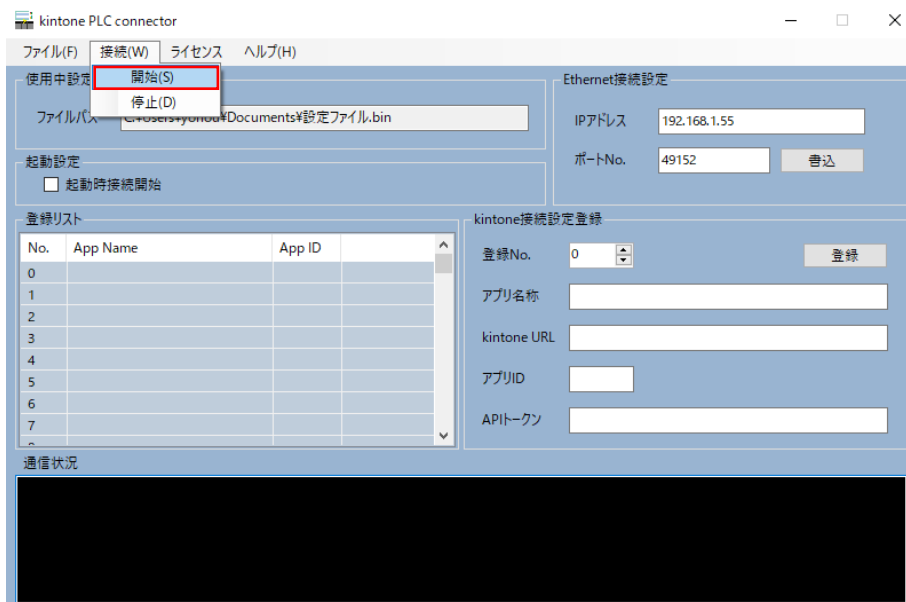 kintone PLC connector
ファイル(F) 接続(W) ライセンス ヘルプ(H)
開始(S)
停止(D)
使用中設定
ファイルパス ¥Documents¥設定ファイル.bin
起動設定
起動時接続開始
Ethernet接続設定
IPアドレス 192.168.1.55
ポートNo. 49152 書込
登録リスト
No. App Name App ID
0
1
2
3
4
5
6
7
kintone接続設定登録
登録No. 0 登録
アプリ名称
kintone URL
アプリID
APIトークン
通信状況